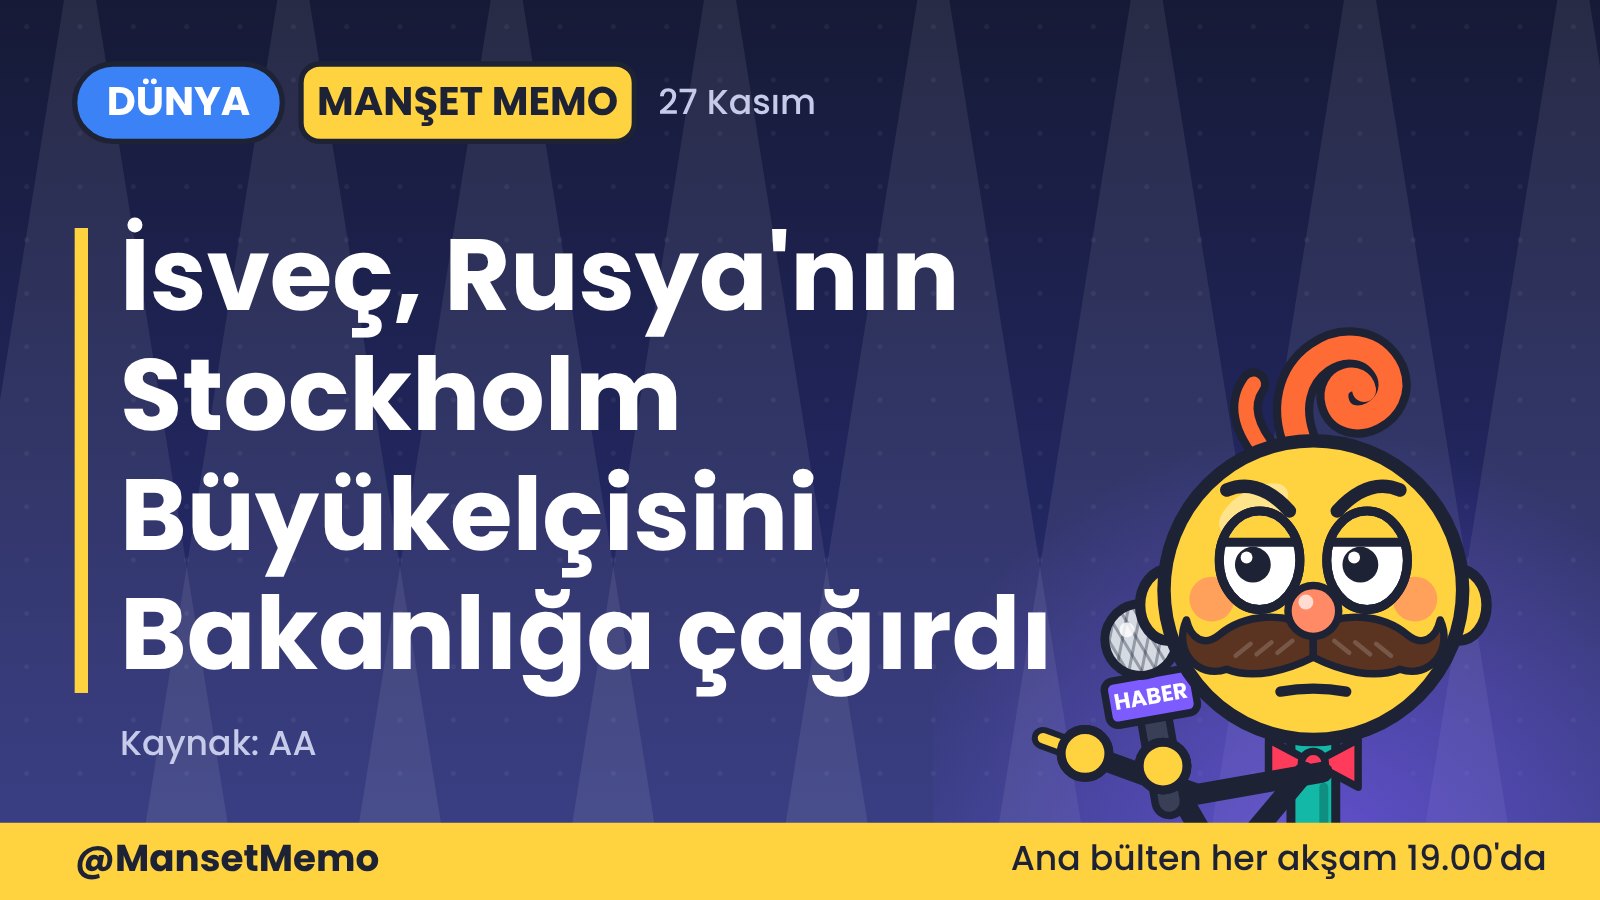 DÜNYA MANŞET MEMO 27 Kasım
İsveç, Rusya'nın
Stockholm
Büyükelçisini
Bakanlığa çağırdı
HABER
Kaynak: AA
@MansetMemo Ana bülten her akşam 19.00'da